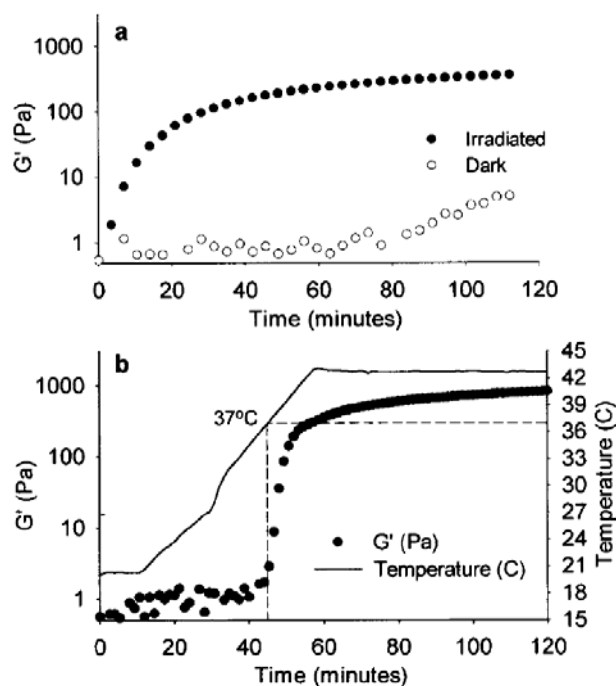 a
1000
100
10
1
G' (Pa)
Irradiated
Dark
0 20 40 60 80 100 120
Time (minutes)
b
1000
100
10
1
G' (Pa)
37°C
G' (Pa)
Temperature (C)
45
42
39
36
33
30
27
24
21
18
15
Temperature (C)
0 20 40 60 80 100 120
Time (minutes)